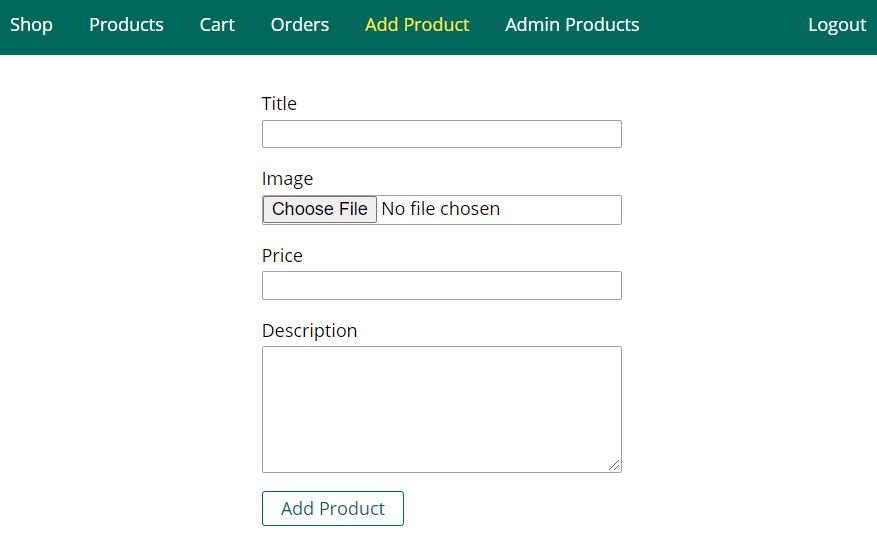 Shop Products Cart Orders Add Product Admin Products Logout
Title
Image
Choose File No file chosen
Price
Description
Add Product